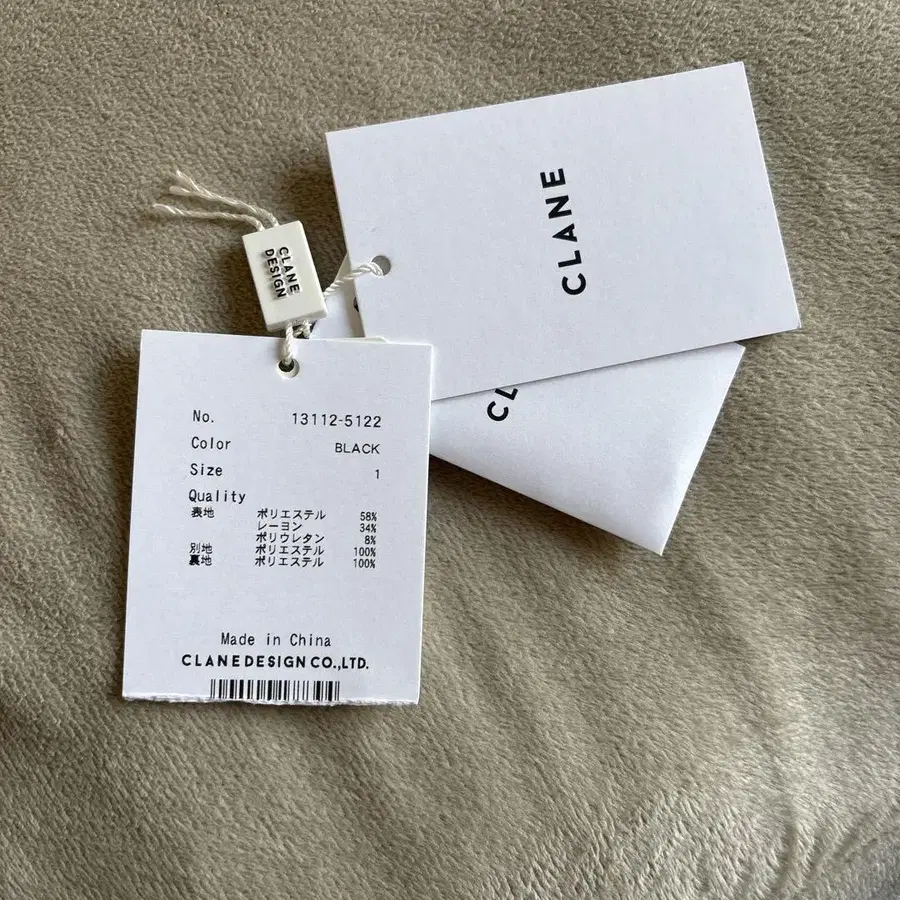 CLANE
CL
CLANE
DESIGN
No. 13112-5122
Color BLACK
Size 1
Quality
表地 ポリエステル 58%
レーヨン 34%
ポリウレタン 8%
別地 ポリエステル 100%
裏地 ポリエステル 100%
Made in China
CLANEDESIGN CO.,LTD.